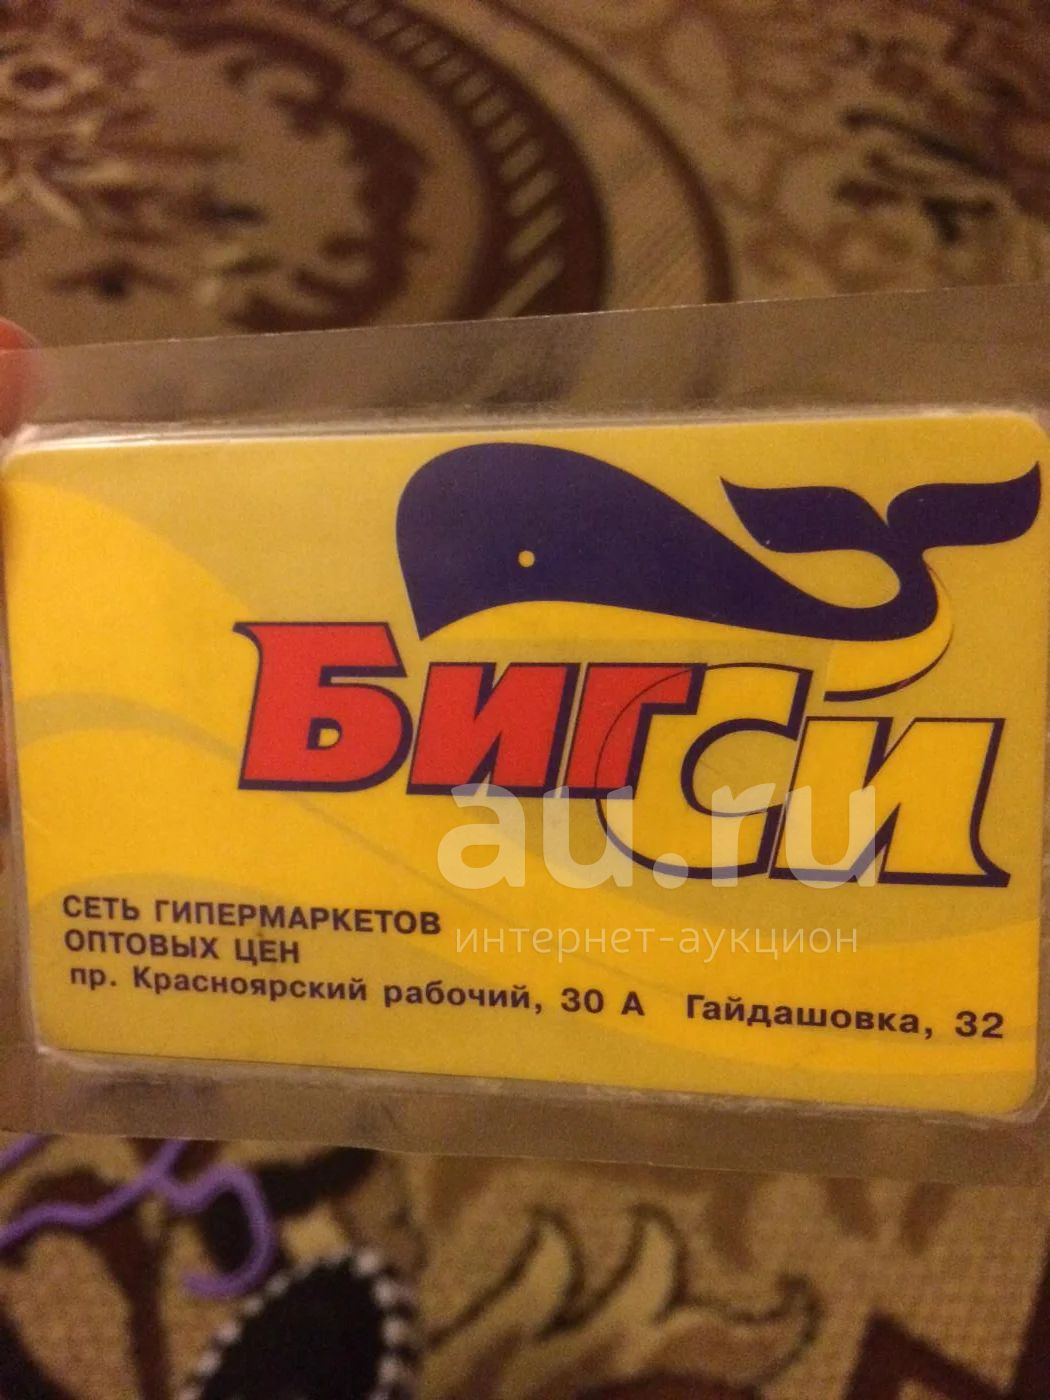 БИГСИ
au.ru
интернет-аукцион
СЕТЬ ГИПЕРМАРКЕТОВ
ОПТОВЫХ ЦЕН
пр. Красноярский рабочий, 30 А Гайдашовка, 32